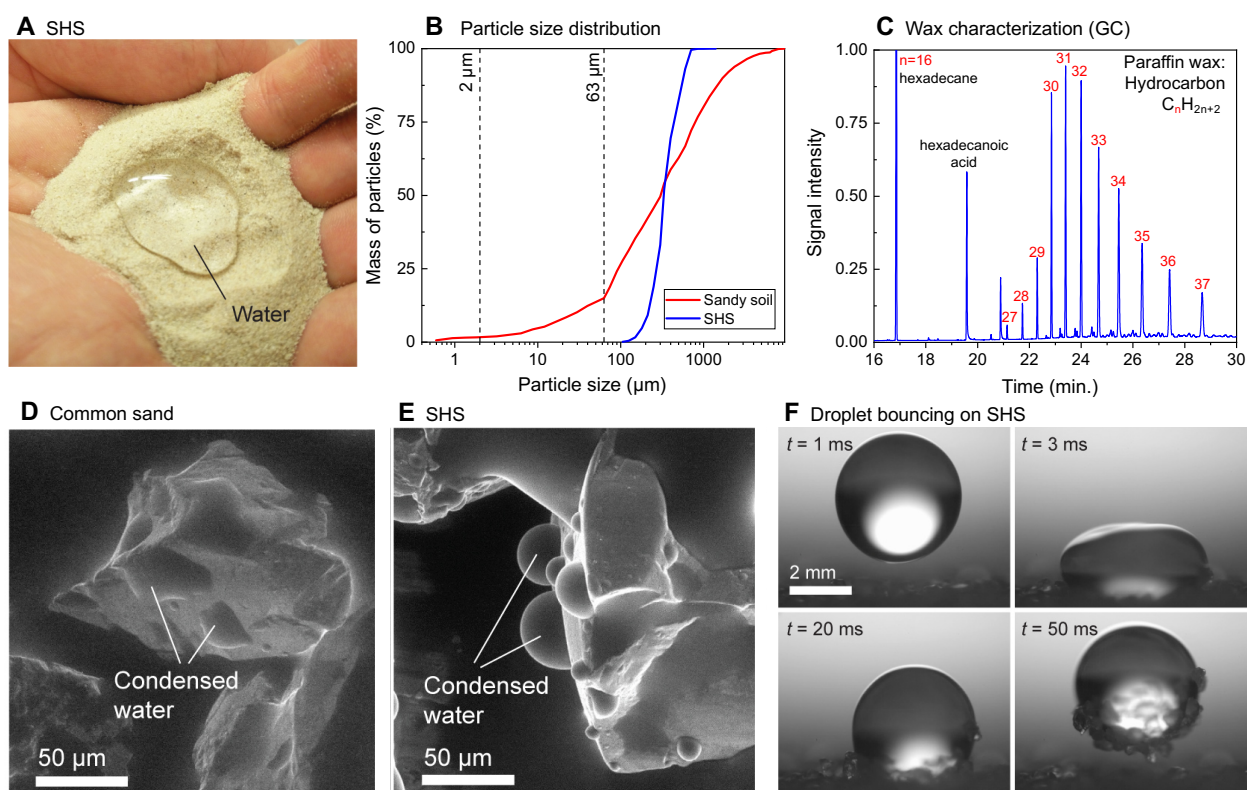 A SHS
Water
B Particle size distribution
Mass of particles (%)
100
75
50
25
0
2 µm
63 µm
Sandy soil
SHS
1
10
100
1000
Particle size (µm)
C Wax characterization (GC)
Signal intensity
1.00
0.75
0.50
0.25
0.00
n=16
hexadecane
hexadecanoic
acid
27
28
29
30
31
32
33
34
35
36
37
Paraffin wax:
Hydrocarbon
CnH2n+2
16
18
20
22
24
26
28
30
Time (min.)
D Common sand
Condensed
water
50 µm
E SHS
Condensed
water
50 µm
F Droplet bouncing on SHS
t = 1 ms
2 mm
t = 3 ms
t = 20 ms
t = 50 ms